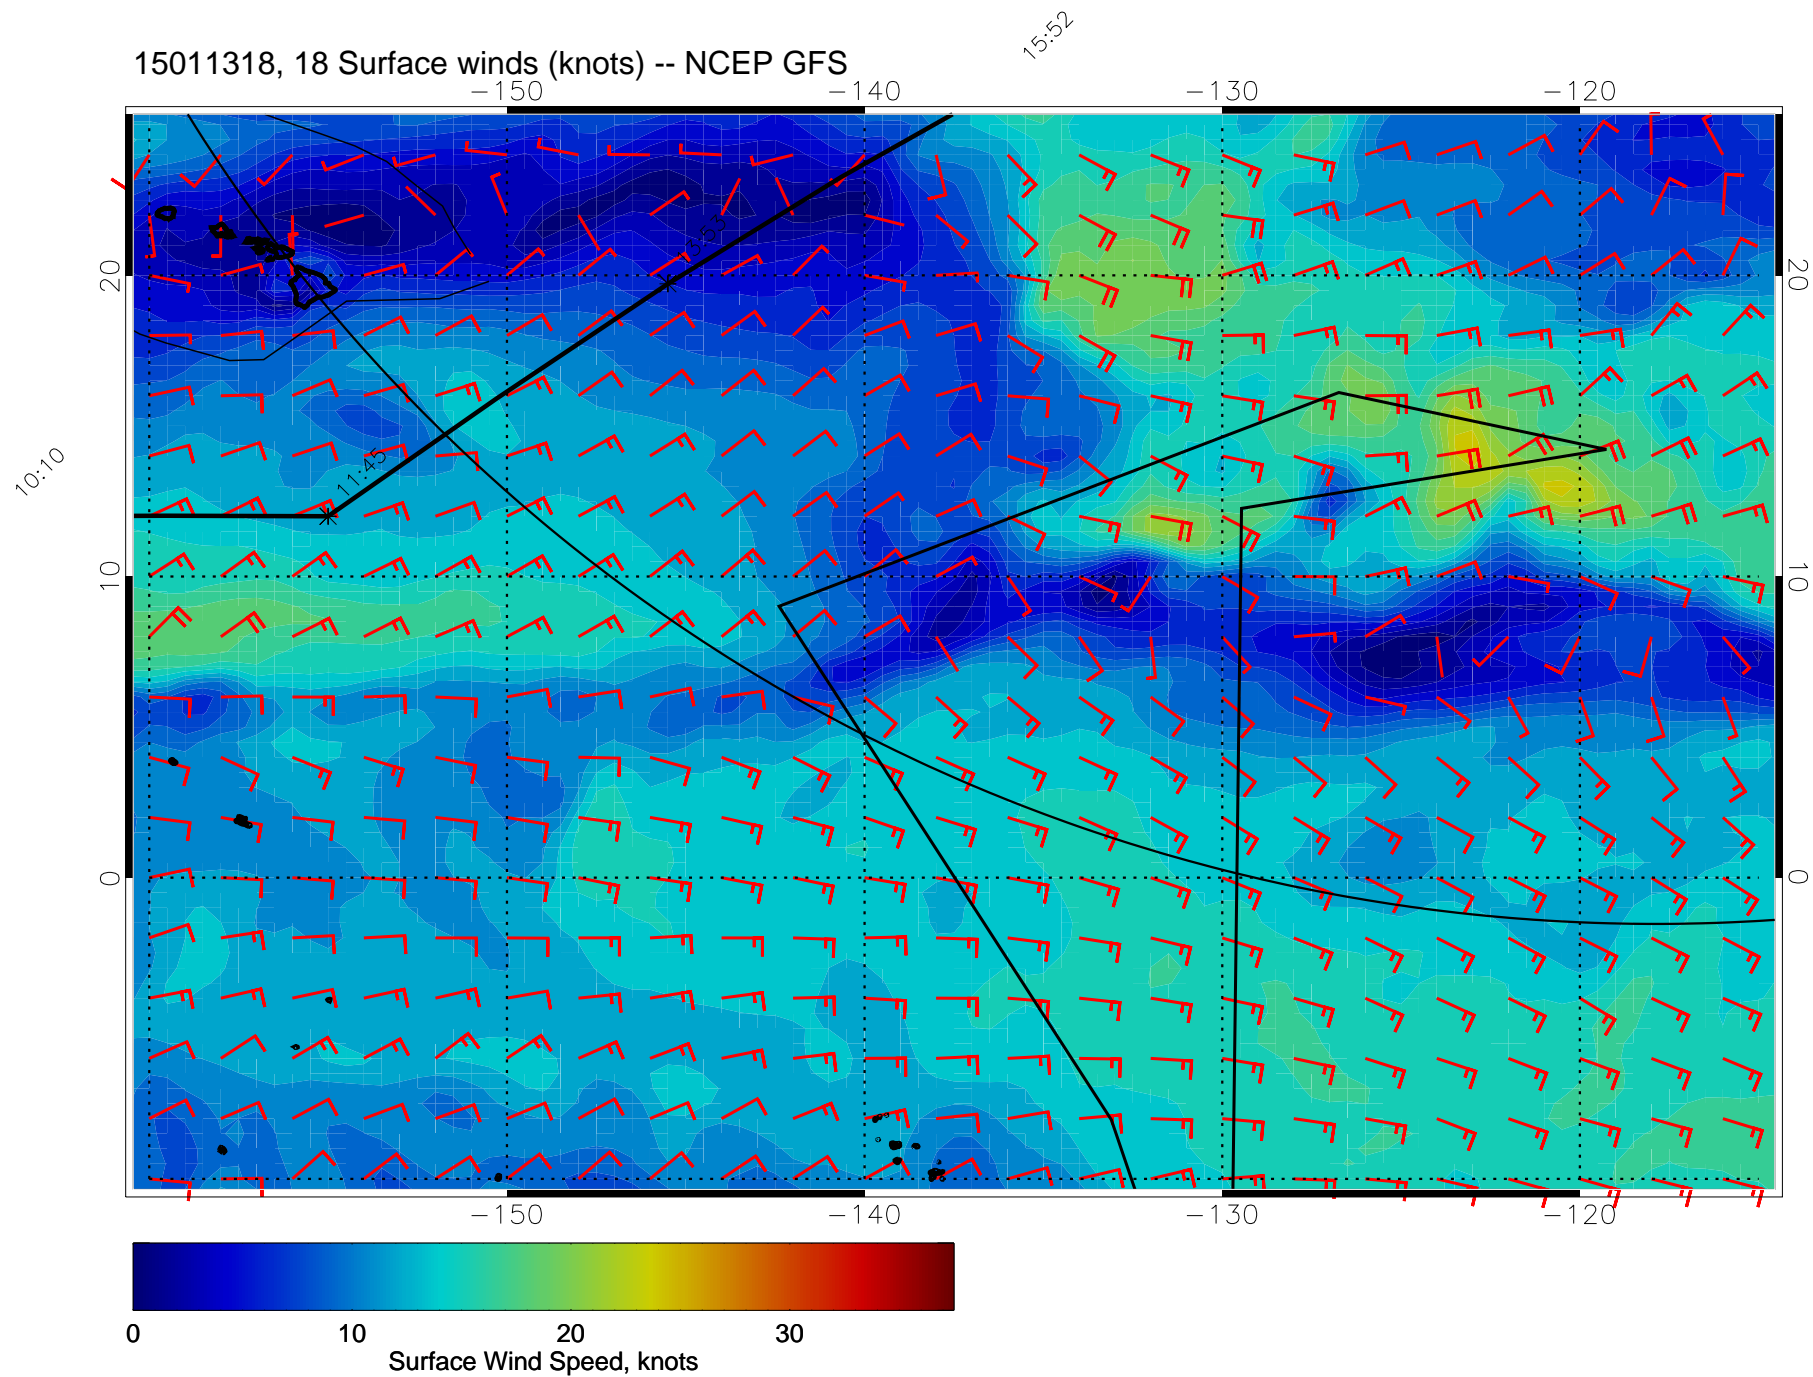 15:52
15011318, 18 Surface winds (knots) -- NCEP GFS
-150 -140 -130 -120
20 20
10:10
11:45
10 10
0 0
-150 -140 -130 -120
0 10 20 30
Surface Wind Speed, knots